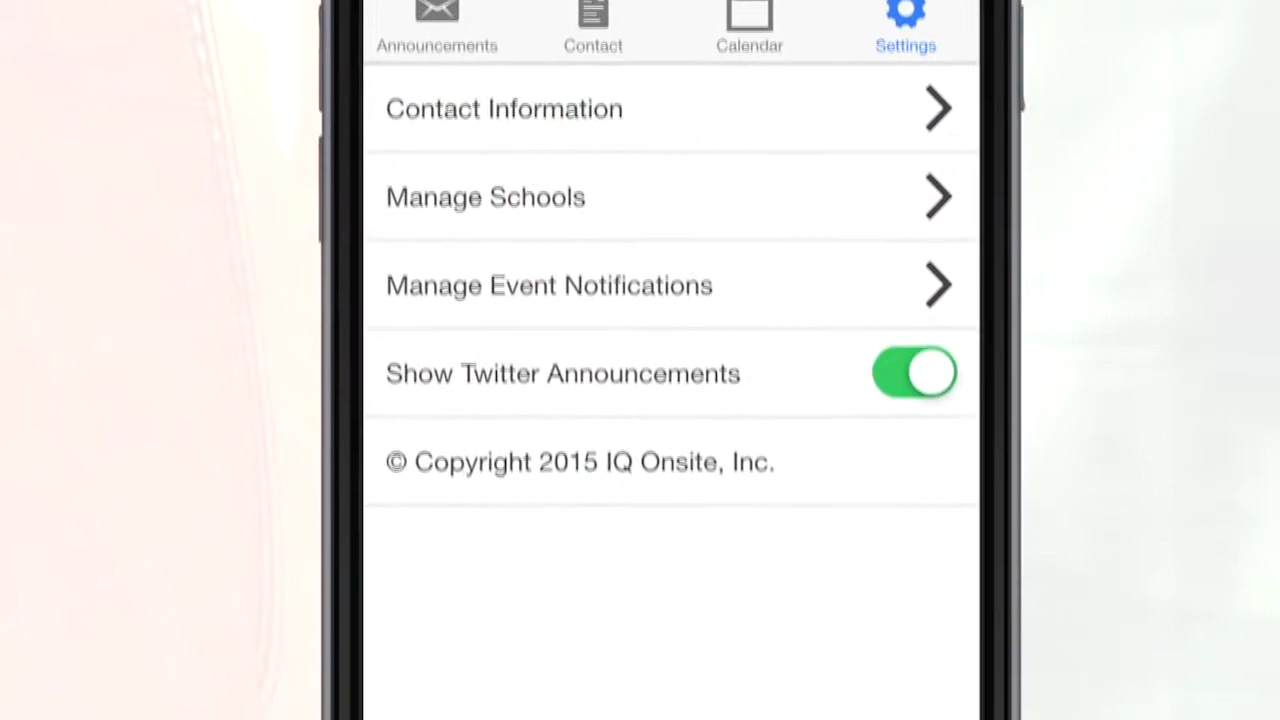 Announcements Contact Calendar Settings
Contact Information
Manage Schools
Manage Event Notifications
Show Twitter Announcements
© Copyright 2015 IQ Onsite, Inc.